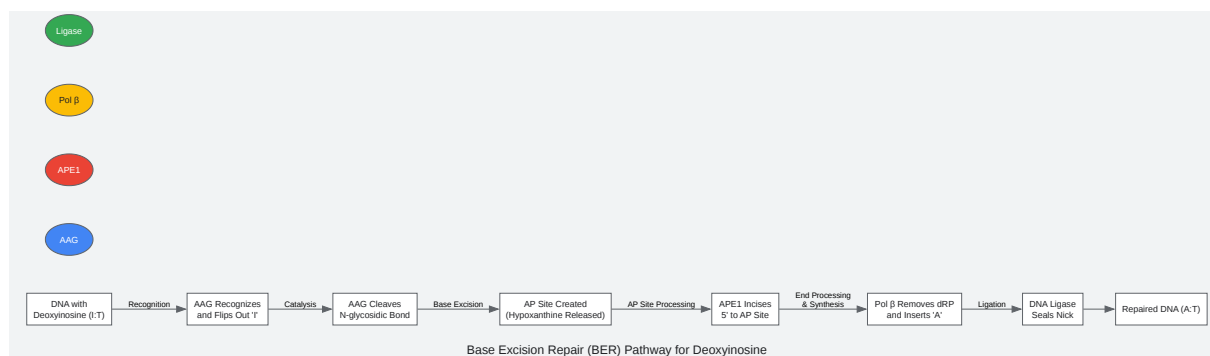 Ligase
Pol β
APE1
AAG
DNA with
Deoxyinosine (I:T)
Recognition
AAG Recognizes
and Flips Out 'I'
Catalysis
AAG Cleaves
N-glycosidic Bond
Base Excision
AP Site Created
(Hypoxanthine Released)
AP Site Processing
APE1 Incises
5' to AP Site
End Processing
& Synthesis
Pol β Removes dRP
and Inserts 'A'
Ligation
DNA Ligase
Seals Nick
Repaired DNA (A:T)
Base Excision Repair (BER) Pathway for Deoxyinosine